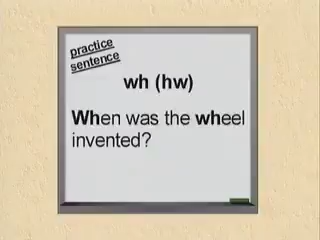 practice
sentence
wh (hw)
When was the wheel
invented?